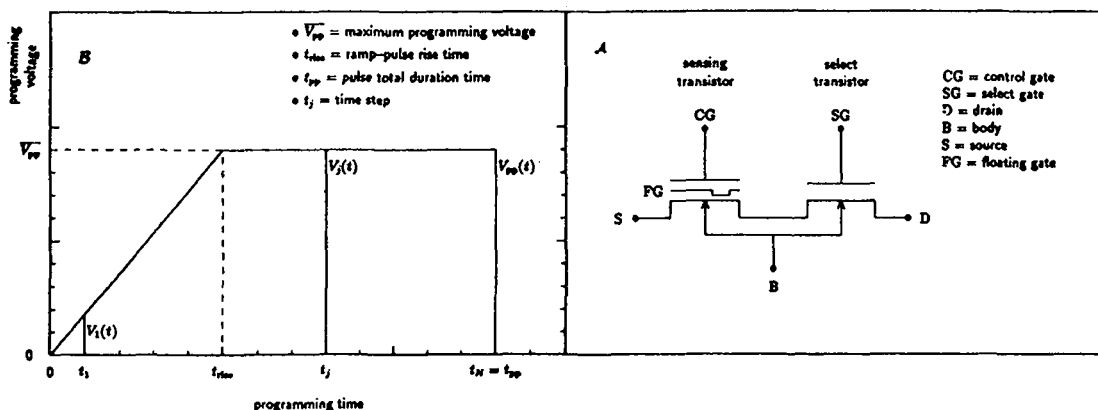 B
• V̅pp = maximum programming voltage
• trise = ramp–pulse rise time
• tpp = pulse total duration time
• tj = time step
programming
voltage
V̅pp
Vj(t)
Vpp(t)
V1(t)
0
0
t1
trise
tj
tN = tpp
programming time
A
sensing
transistor
select
transistor
CG
SG
CG = control gate
SG = select gate
D = drain
B = body
S = source
FG = floating gate
FG
S
D
B